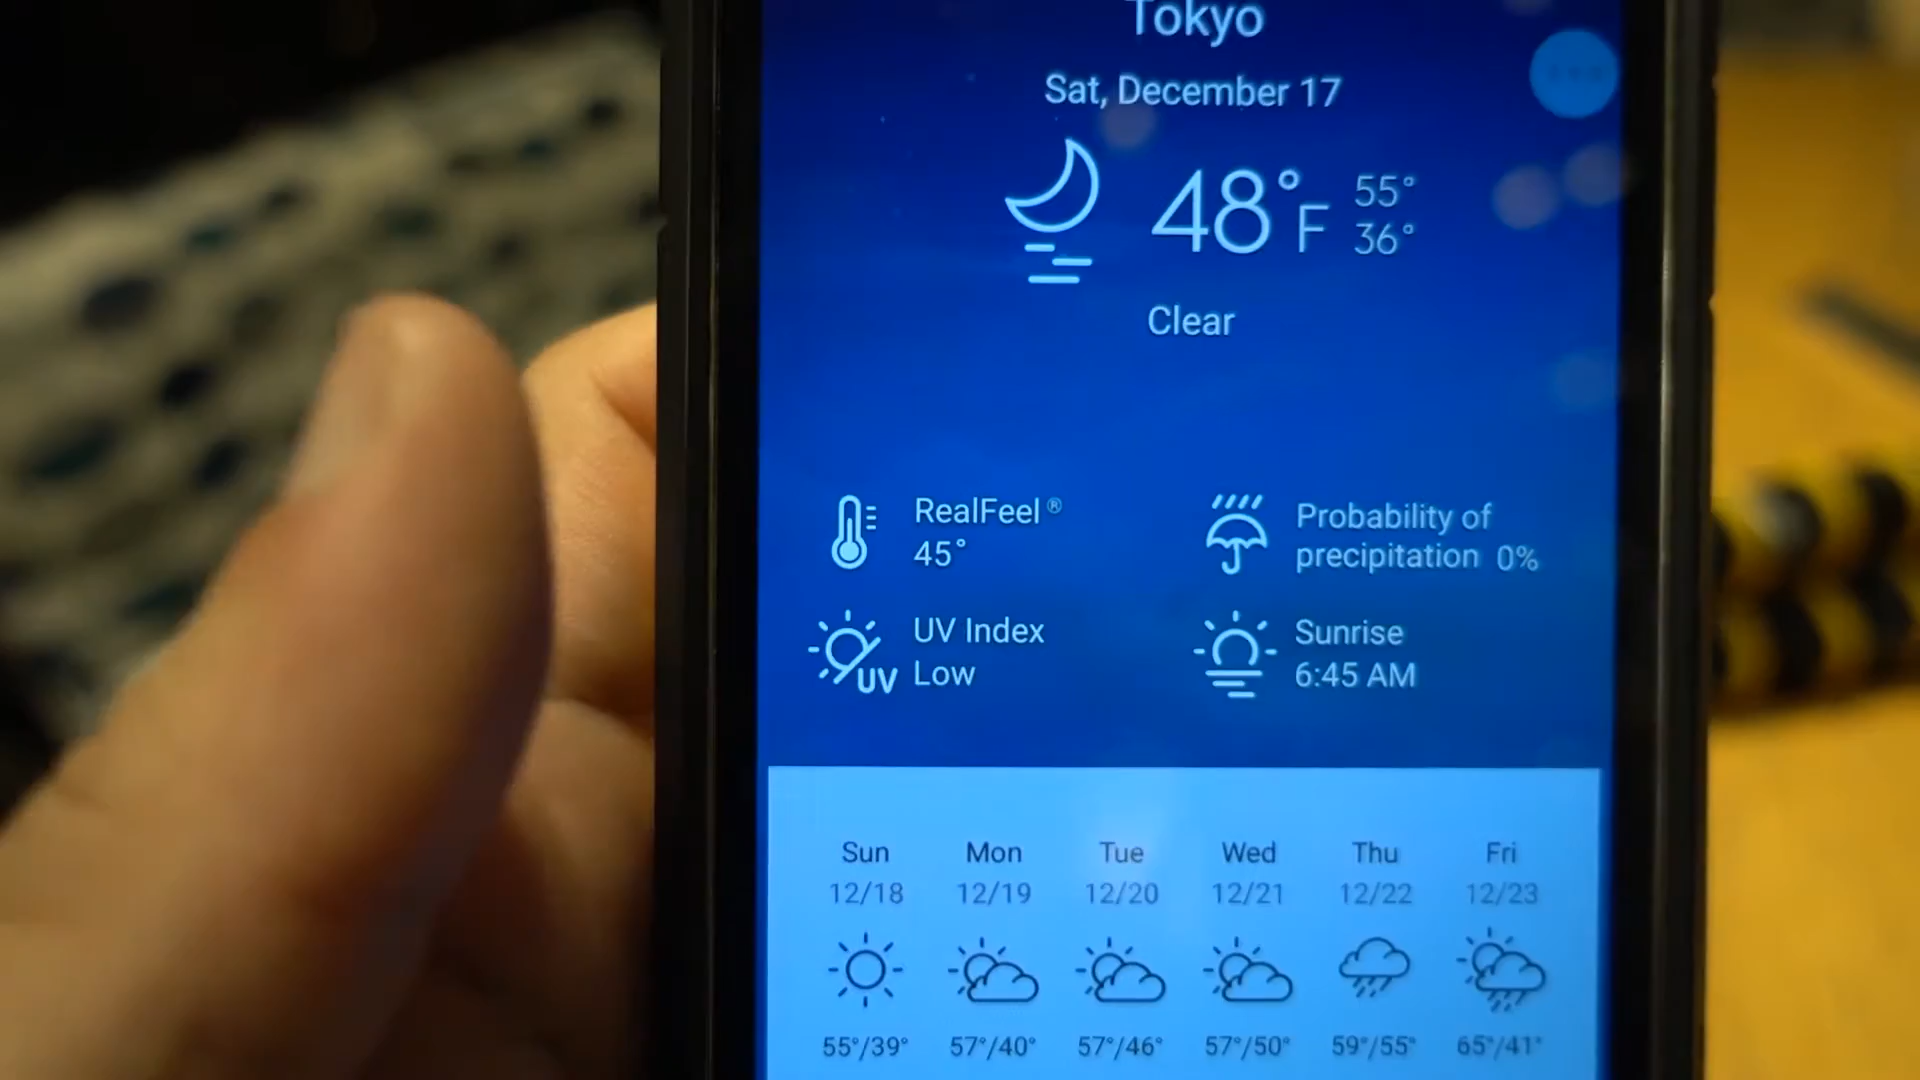 Tokyo
Sat, December 17
48°F
55°
36°
Clear
RealFeel®
45°
Probability of
precipitation 0%
UV
UV Index
Low
Sunrise
6:45 AM
Sun Mon Tue Wed Thu Fri
12/18 12/19 12/20 12/21 12/22 12/23
55°/39° 57°/40° 57°/46° 57°/50° 59°/55° 65°/41°